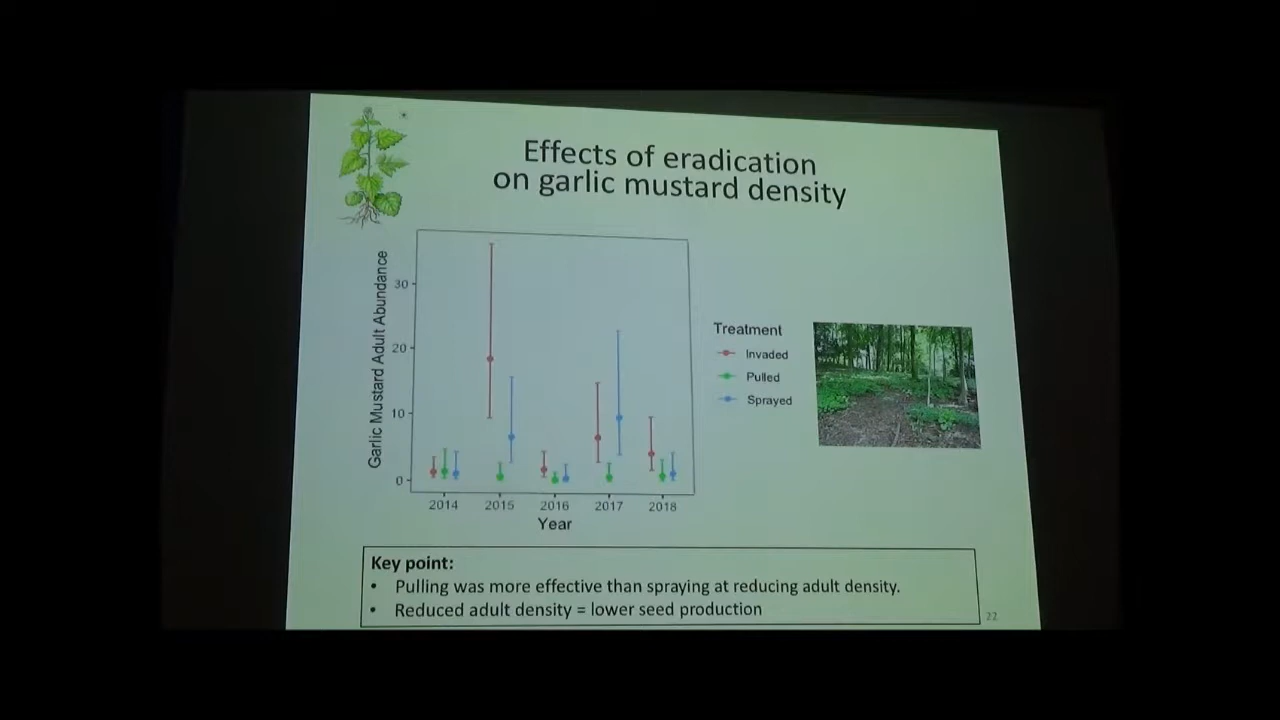 Effects of eradication
on garlic mustard density
Garlic Mustard Adult Abundance
30
20
10
0
2014 2015 2016 2017 2018
Year
Treatment
Invaded
Pulled
Sprayed
Key point:
• Pulling was more effective than spraying at reducing adult density.
• Reduced adult density = lower seed production
22